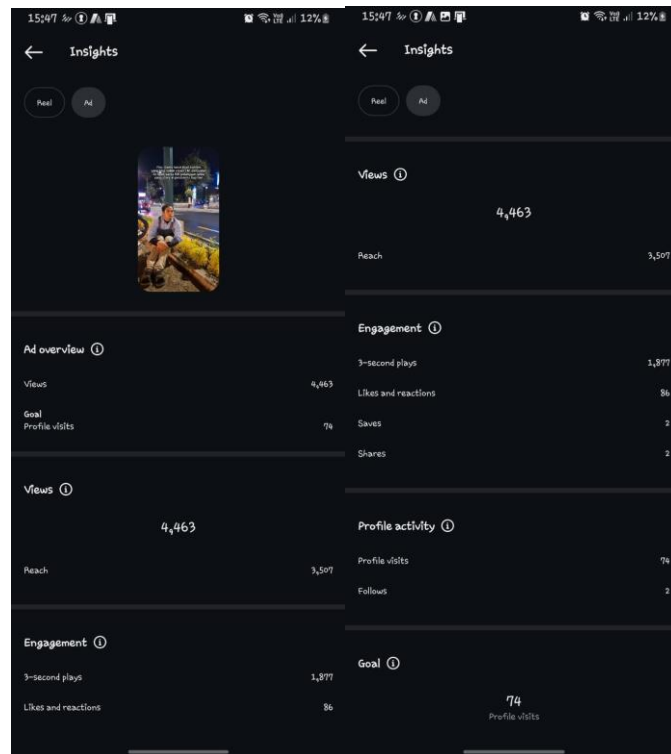 15:47
12%
Insights
Reel
Ad
Ad overview
Views 4,463
Goal
Profile visits 74
Views
4,463
Reach 3,507
Engagement
3-second plays 1,877
Likes and reactions 86
15:47
12%
Insights
Reel
Ad
Views
4,463
Reach 3,507
Engagement
3-second plays 1,877
Likes and reactions 86
Saves 2
Shares 2
Profile activity
Profile visits 74
Follows 2
Goal
74
Profile visits